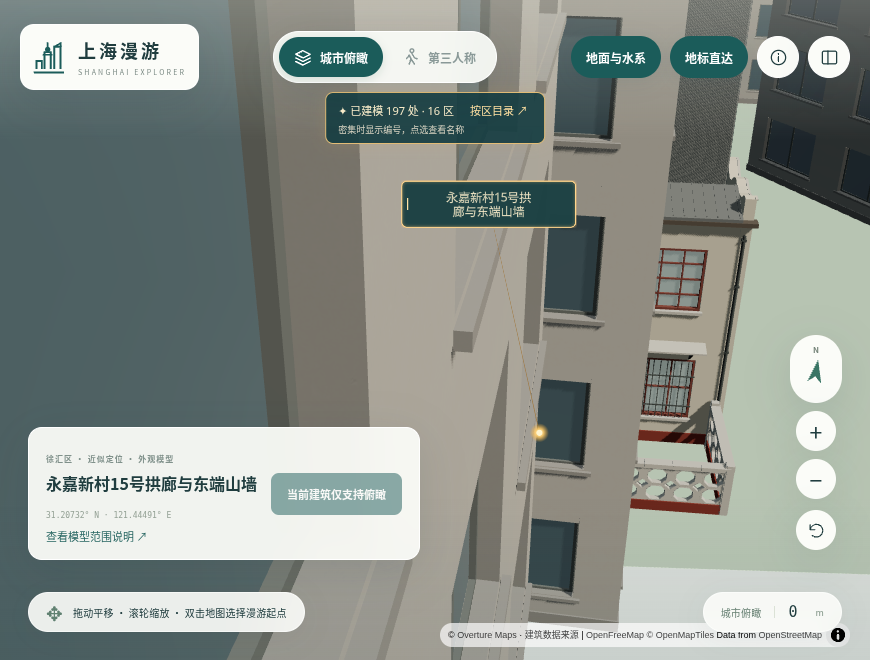 上海漫游
SHANGHAI EXPLORER
城市俯瞰
第三人称
地面与水系
地标直达
✦ 已建模 197 处 · 16 区 按区目录 ↗
密集时显示编号，点选查看名称
永嘉新村15号拱
廊与东端山墙
N
徐汇区 · 近似定位 · 外观模型
永嘉新村15号拱廊与东端山墙
当前建筑仅支持俯瞰
31.20732° N · 121.44491° E
查看模型范围说明 ↗
拖动平移 · 滚轮缩放 · 双击地图选择漫游起点
城市俯瞰 0 m
© Overture Maps · 建筑数据来源 | OpenFreeMap © OpenMapTiles Data from OpenStreetMap